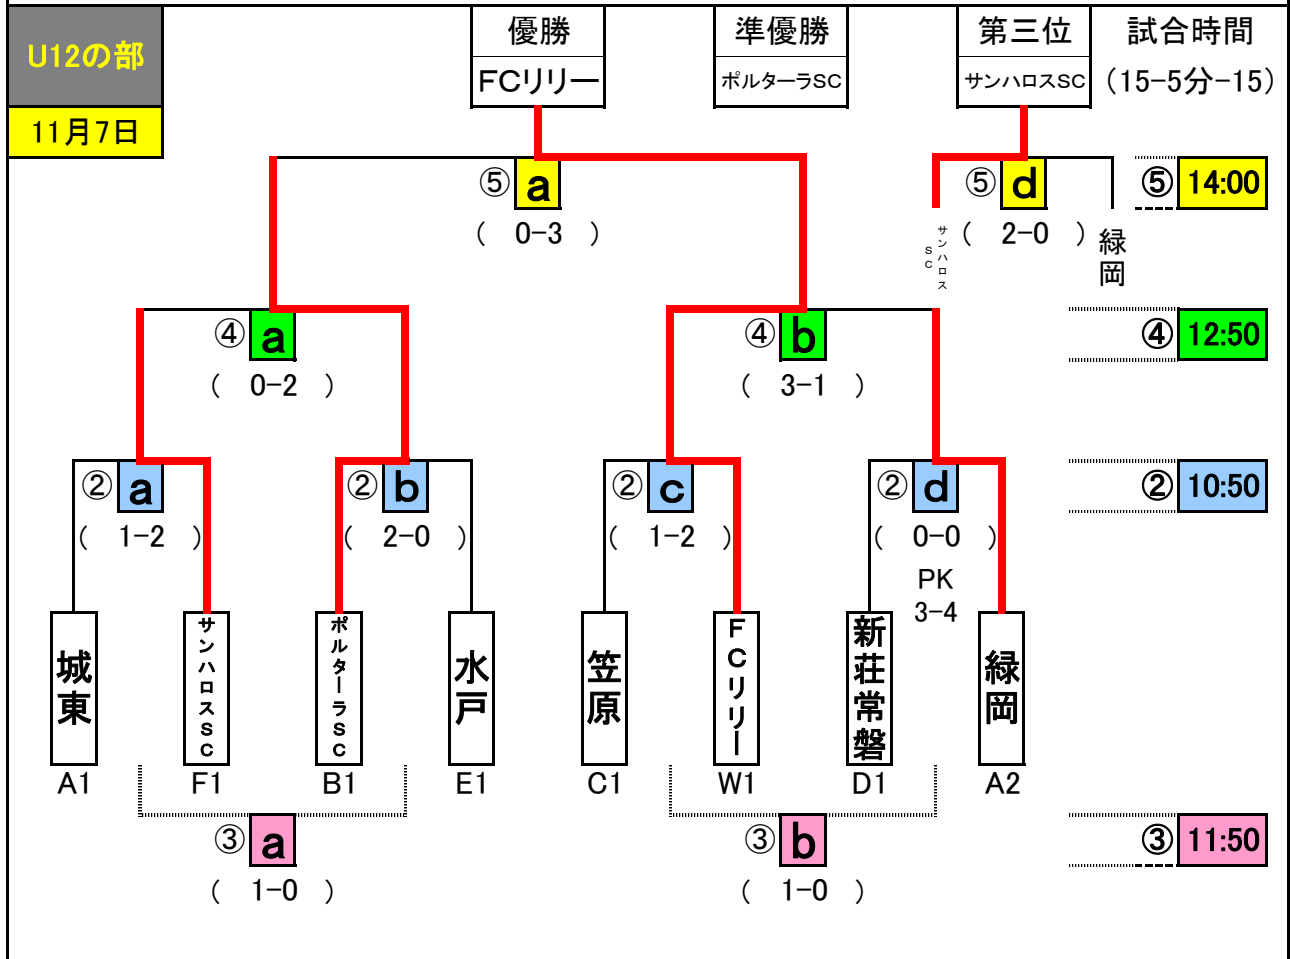 U12の部
優勝
準優勝
第三位
試合時間
FCリリー
ポルターラSC
サンハロスSC
(15-5分-15)
11月7日
⑤ a
⑤ d
⑤ 14:00
( 0-3 )
( 2-0 )
サンハロスSC
緑岡
④ a
④ b
④ 12:50
( 0-2 )
( 3-1 )
② a
② b
② c
② d
② 10:50
( 1-2 )
( 2-0 )
( 1-2 )
( 0-0 )
PK
3-4
城東
サンハロスSC
ポルターラSC
水戸
笠原
FCリリー
新荘常磐
緑岡
A1
F1
B1
E1
C1
W1
D1
A2
③ a
③ b
③ 11:50
( 1-0 )
( 1-0 )